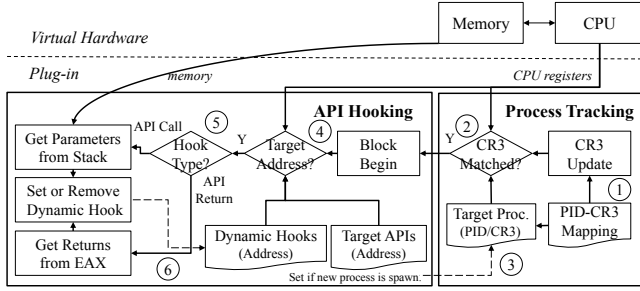 Memory
CPU
Virtual Hardware
Plug-in
memory
CPU registers
API Hooking
Process Tracking
Get Parameters
from Stack
API Call
5
Hook
Type?
Y
Target
Address?
4
Block
Begin
Y
2
CR3
Matched?
CR3
Update
API
Return
1
Set or Remove
Dynamic Hook
Get Returns
from EAX
6
Dynamic Hooks
(Address)
Target APIs
(Address)
Target Proc.
(PID/CR3)
PID-CR3
Mapping
Set if new process is spawn.
3